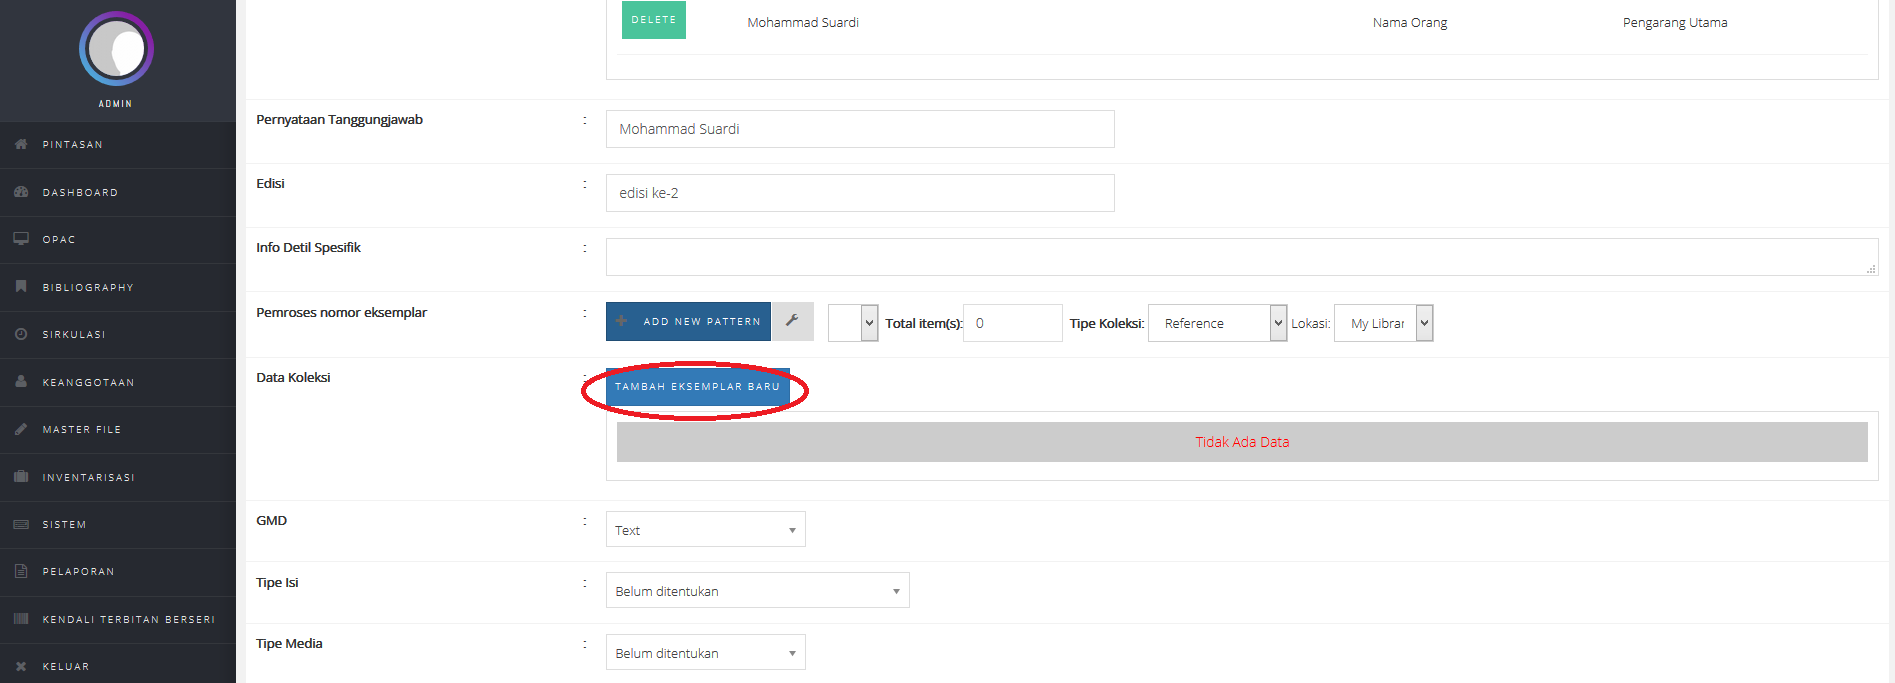 ADMIN
PINTASAN
DASHBOARD
OPAC
BIBLIOGRAPHY
SIRKULASI
KEANGGOTAAN
MASTER FILE
INVENTARISASI
SISTEM
PELAPORAN
KENDALI TERBITAN BERSERI
KELUAR
DELETE Mohammad Suardi Nama Orang Pengarang Utama
Pernyataan Tanggungjawab : Mohammad Suardi
Edisi : edisi ke-2
Info Detil Spesifik :
Pemroses nomor eksemplar : ADD NEW PATTERN Total item(s): 0 Tipe Koleksi: Reference Lokasi: My Librar
Data Koleksi : TAMBAH EKSEMPLAR BARU
Tidak Ada Data
GMD : Text
Tipe Isi : Belum ditentukan
Tipe Media : Belum ditentukan